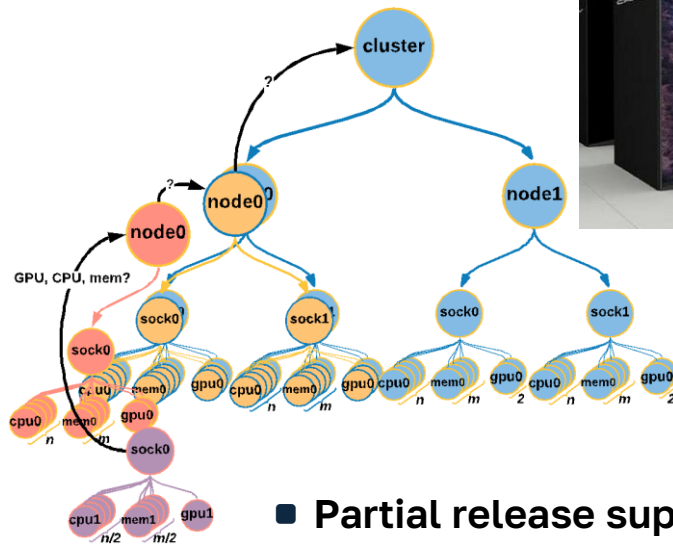 cluster
?
?
node0
node0
node1
GPU, CPU, mem?
sock0
sock1
sock0
sock1
sock0
cpu0
mem0
gpu0
cpu0
mem0
gpu0
cpu0
mem0
gpu0
cpu0
mem0
gpu0
n
m
n
m
2
n
m
2
cpu0
mem0
gpu0
n
m
sock0
cpu1
mem1
gpu1
n/2
m/2
Partial release